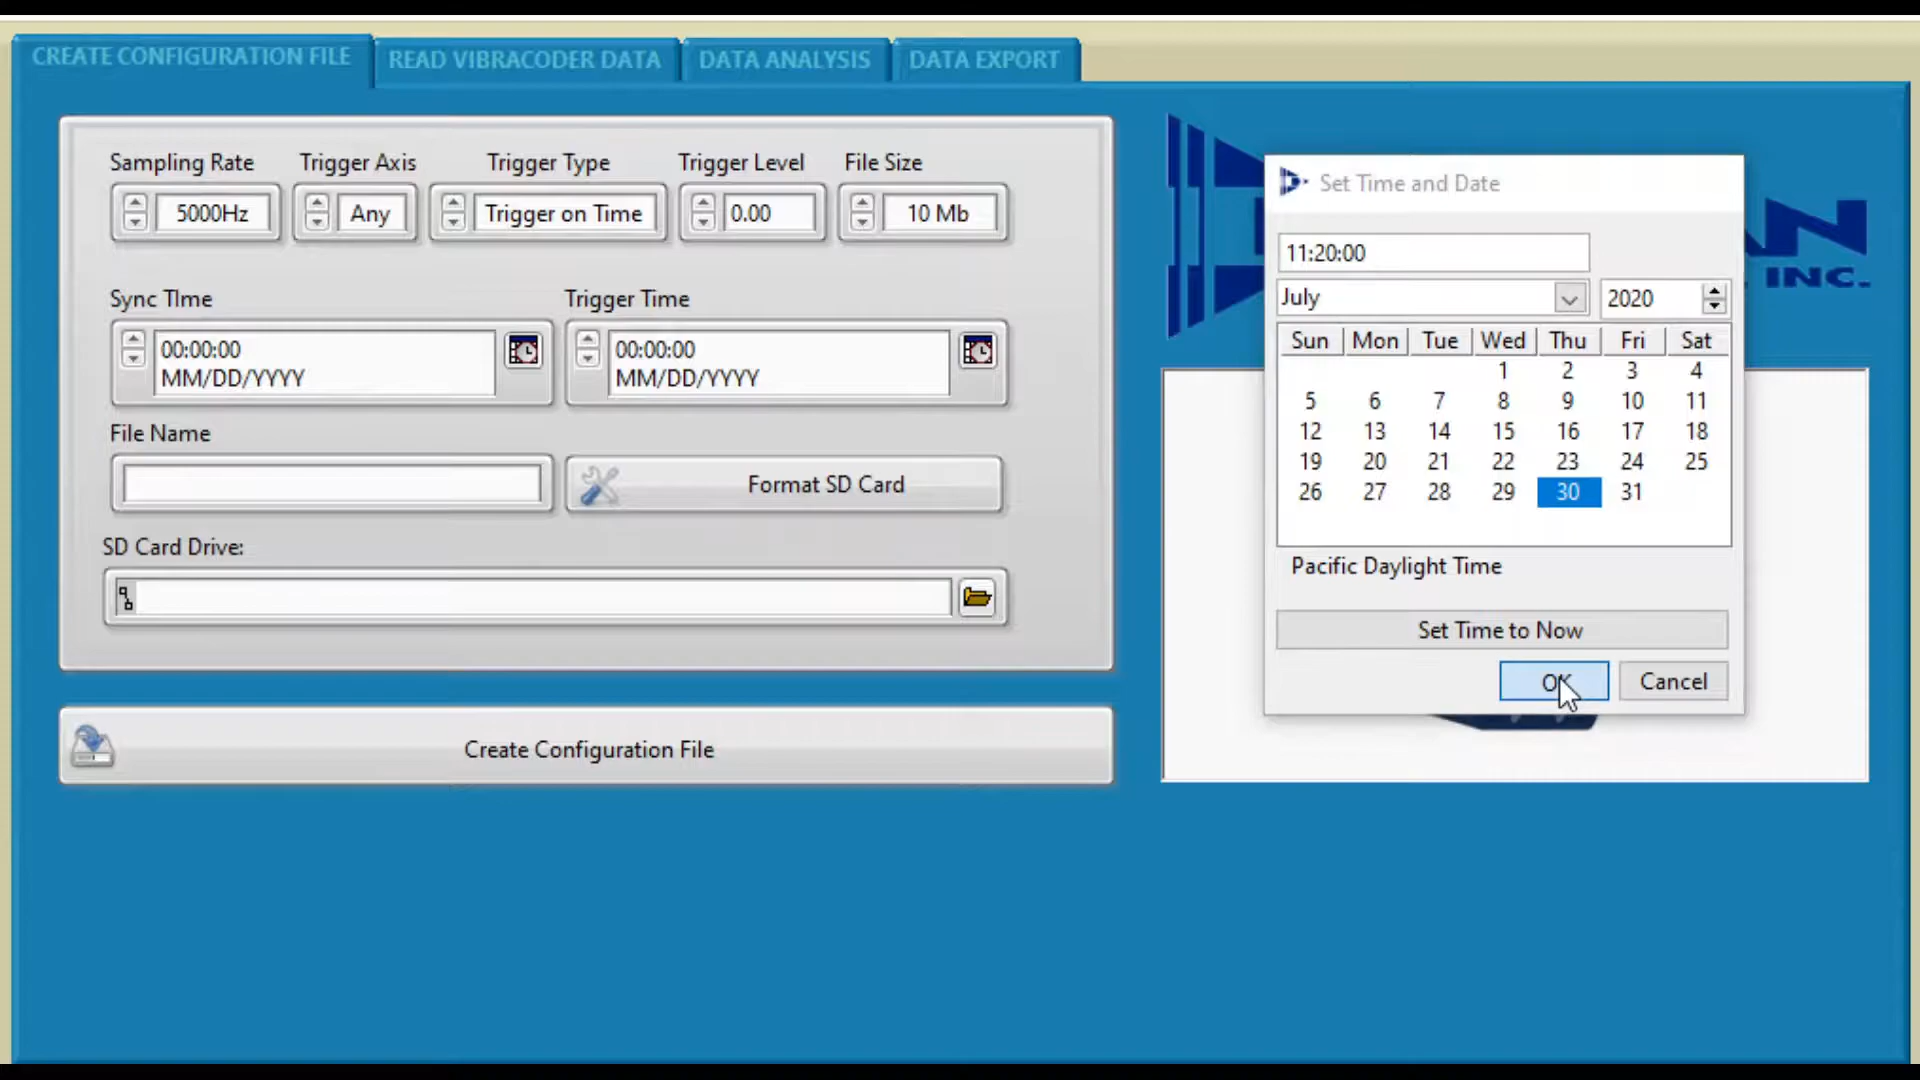 CREATE CONFIGURATION FILE
READ VIBRACODER DATA
DATA ANALYSIS
DATA EXPORT
Sampling Rate
Trigger Axis
Trigger Type
Trigger Level
File Size
5000Hz
Any
Trigger on Time
0.00
10 Mb
Sync TIme
Trigger Time
00:00:00
MM/DD/YYYY
00:00:00
MM/DD/YYYY
File Name
Format SD Card
SD Card Drive:
Create Configuration File
INC.
Set Time and Date
11:20:00
July
2020
Sun Mon Tue Wed Thu Fri Sat
1 2 3 4
5 6 7 8 9 10 11
12 13 14 15 16 17 18
19 20 21 22 23 24 25
26 27 28 29 30 31
Pacific Daylight Time
Set Time to Now
OK
Cancel